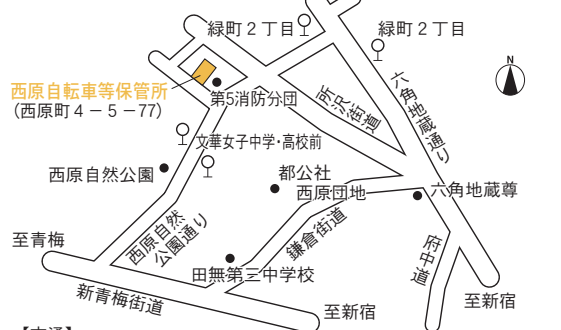 緑町２丁目
緑町２丁目
N
六角地蔵通り
西原自転車等保管所
(西原町４－５－77)
第5消防分団
所沢街道
文華女子中学・高校前
西原自然公園
都公社
西原団地
六角地蔵尊
西原自然
公園通り
鎌倉街道
府中道
至青梅
田無第三中学校
新青梅街道
至新宿
至新宿